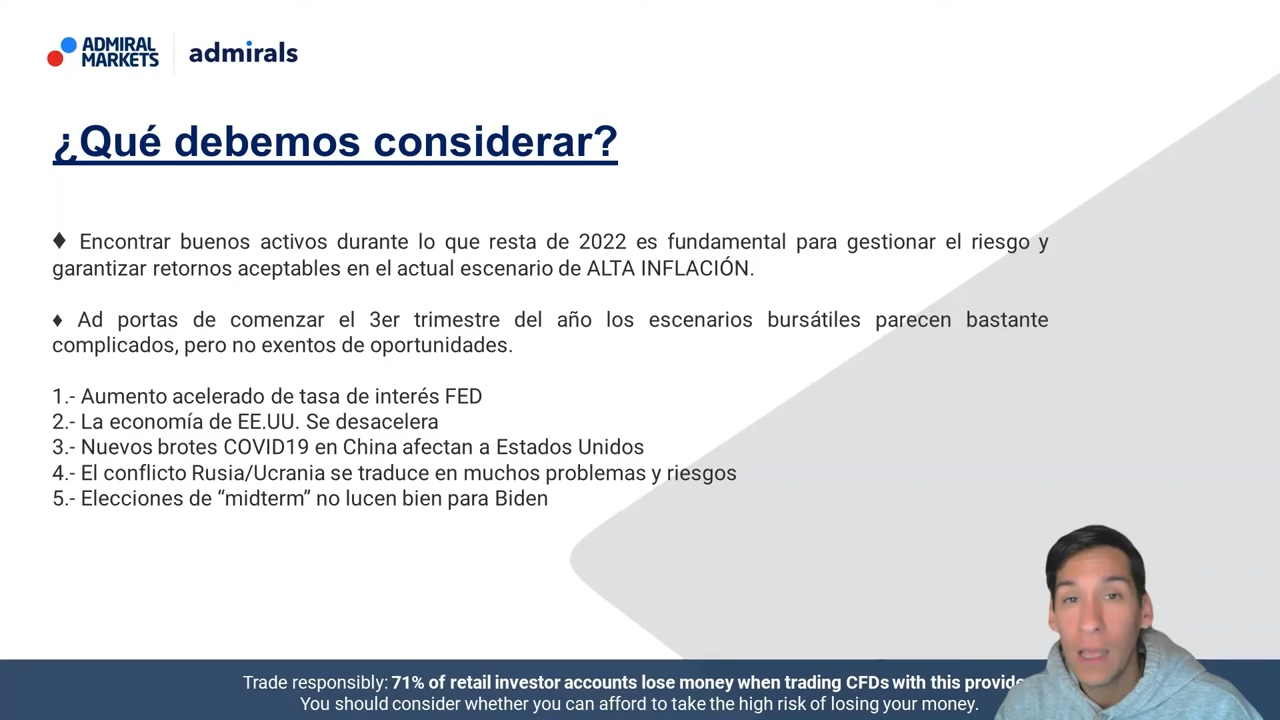 ADMIRAL
MARKETS
admirals
¿Qué debemos considerar?
♦ Encontrar buenos activos durante lo que resta de 2022 es fundamental para gestionar el riesgo y
garantizar retornos aceptables en el actual escenario de ALTA INFLACIÓN.
♦ Ad portas de comenzar el 3er trimestre del año los escenarios bursátiles parecen bastante
complicados, pero no exentos de oportunidades.
1.- Aumento acelerado de tasa de interés FED
2.- La economía de EE.UU. Se desacelera
3.- Nuevos brotes COVID19 en China afectan a Estados Unidos
4.- El conflicto Rusia/Ucrania se traduce en muchos problemas y riesgos
5.- Elecciones de “midterm” no lucen bien para Biden
Trade responsibly: 71% of retail investor accounts lose money when trading CFDs with this provide
You should consider whether you can afford to take the high risk of losing your money.